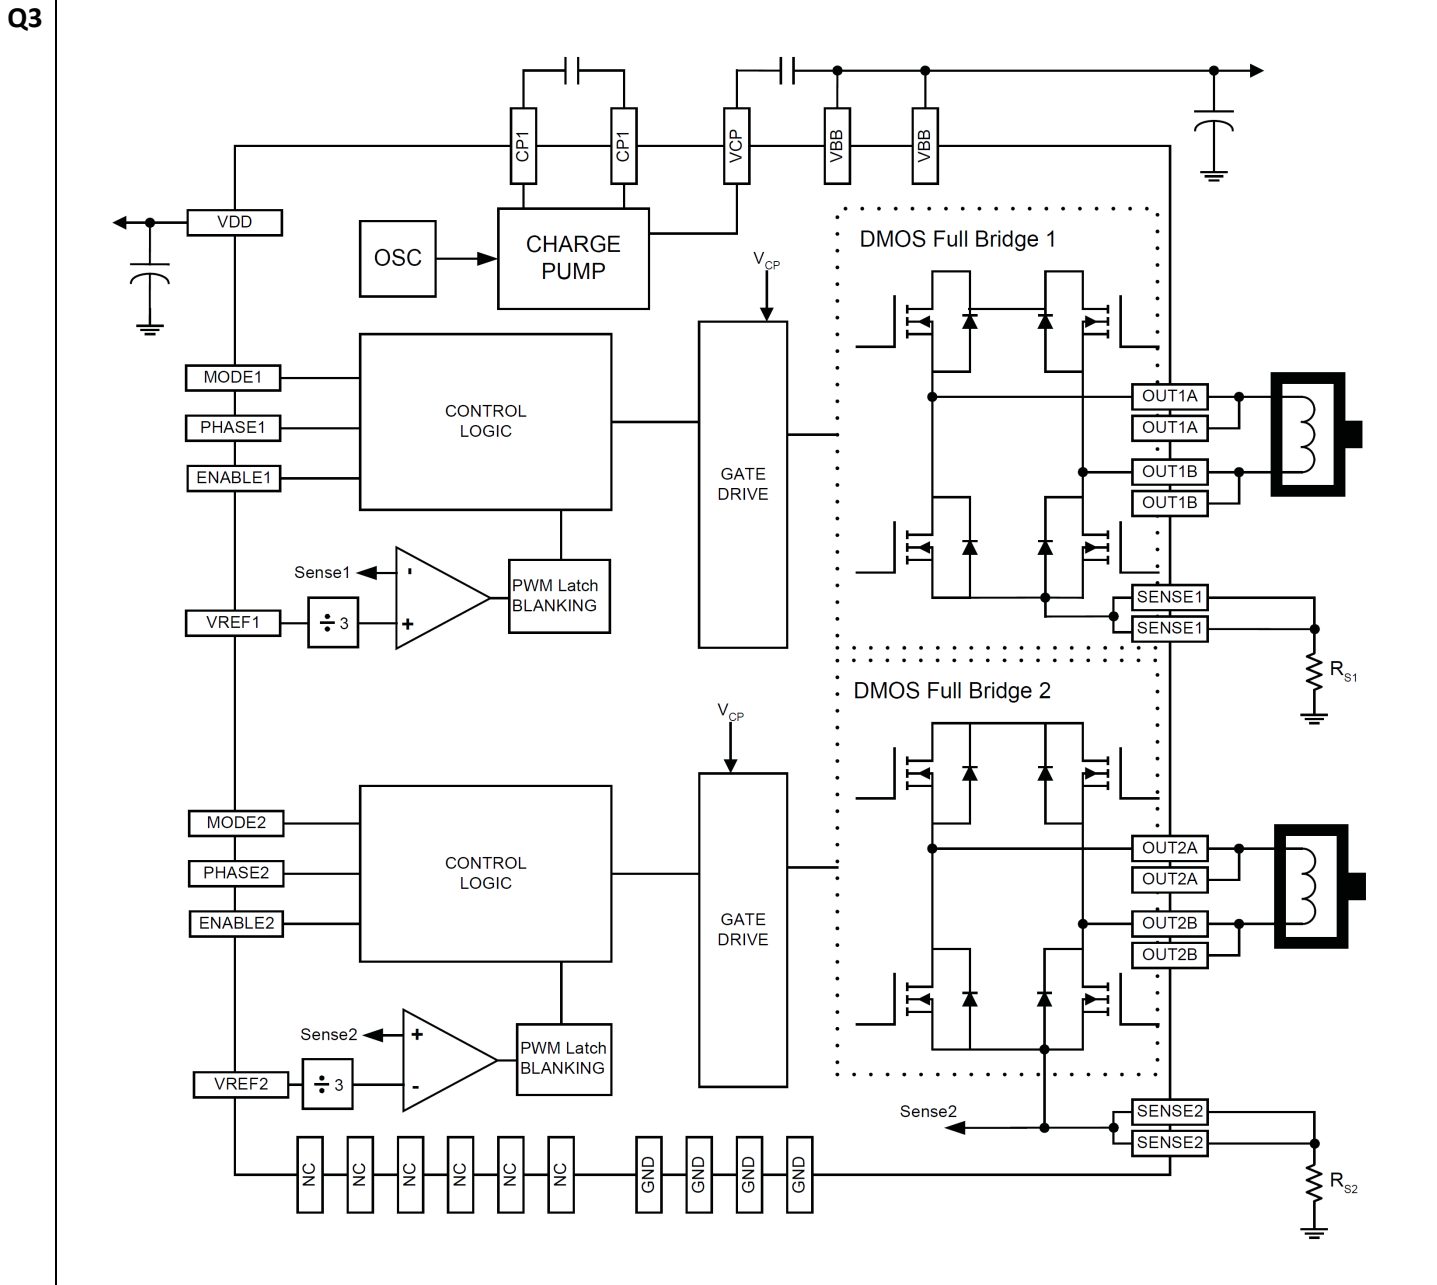 Q3
CP1
CP1
VCP
VBB
VBB
VDD
OSC
CHARGE
PUMP
DMOS Full Bridge 1
VCP
MODE1
PHASE1
ENABLE1
CONTROL
LOGIC
GATE
DRIVE
OUT1A
OUT1A
OUT1B
OUT1B
Sense1
-
+
VREF1
÷ 3
PWM Latch
BLANKING
SENSE1
SENSE1
RS1
DMOS Full Bridge 2
VCP
MODE2
PHASE2
ENABLE2
CONTROL
LOGIC
GATE
DRIVE
OUT2A
OUT2A
OUT2B
OUT2B
Sense2
+
-
VREF2
÷ 3
PWM Latch
BLANKING
Sense2
SENSE2
SENSE2
RS2
NC
NC
NC
NC
NC
NC
GND
GND
GND
GND